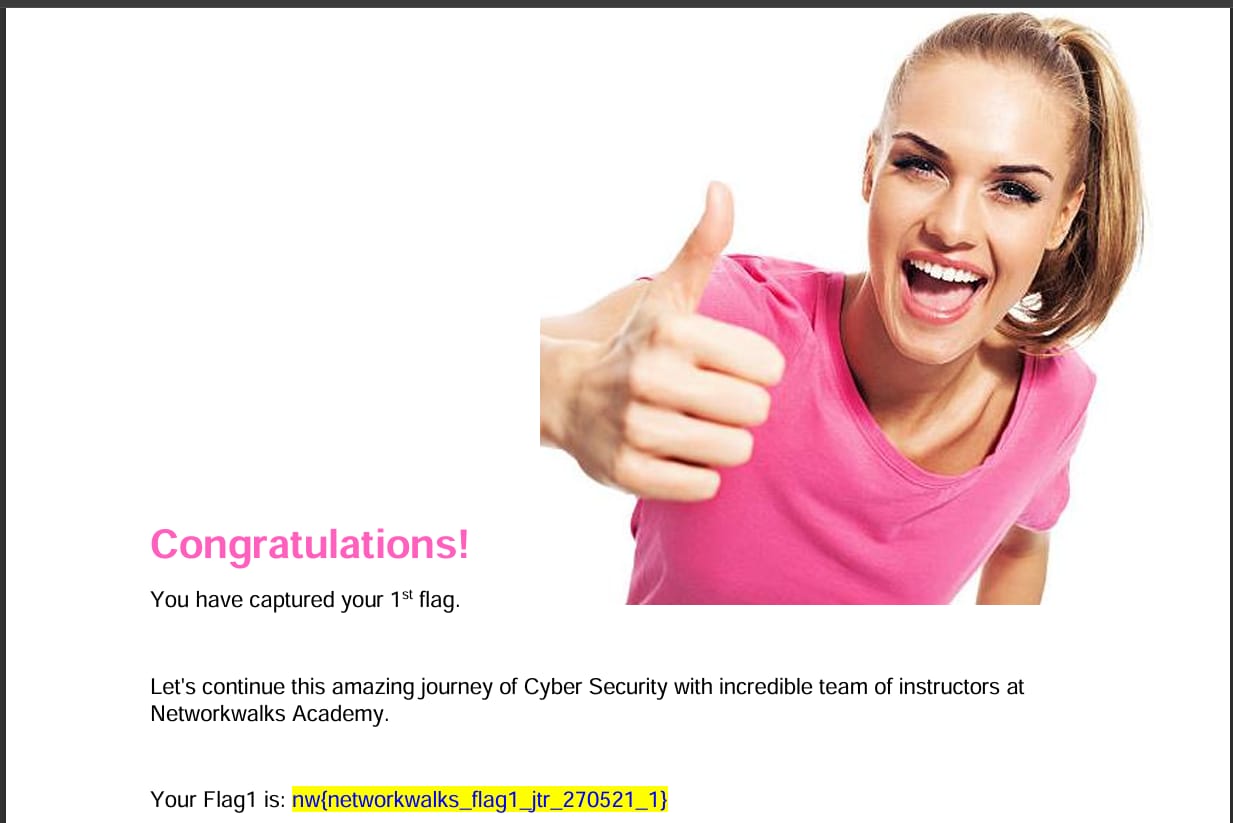 Congratulations!
You have captured your 1st flag.
Let's continue this amazing journey of Cyber Security with incredible team of instructors at
Networkwalks Academy.
Your Flag1 is: nw{networkwalks_flag1_jtr_270521_1}